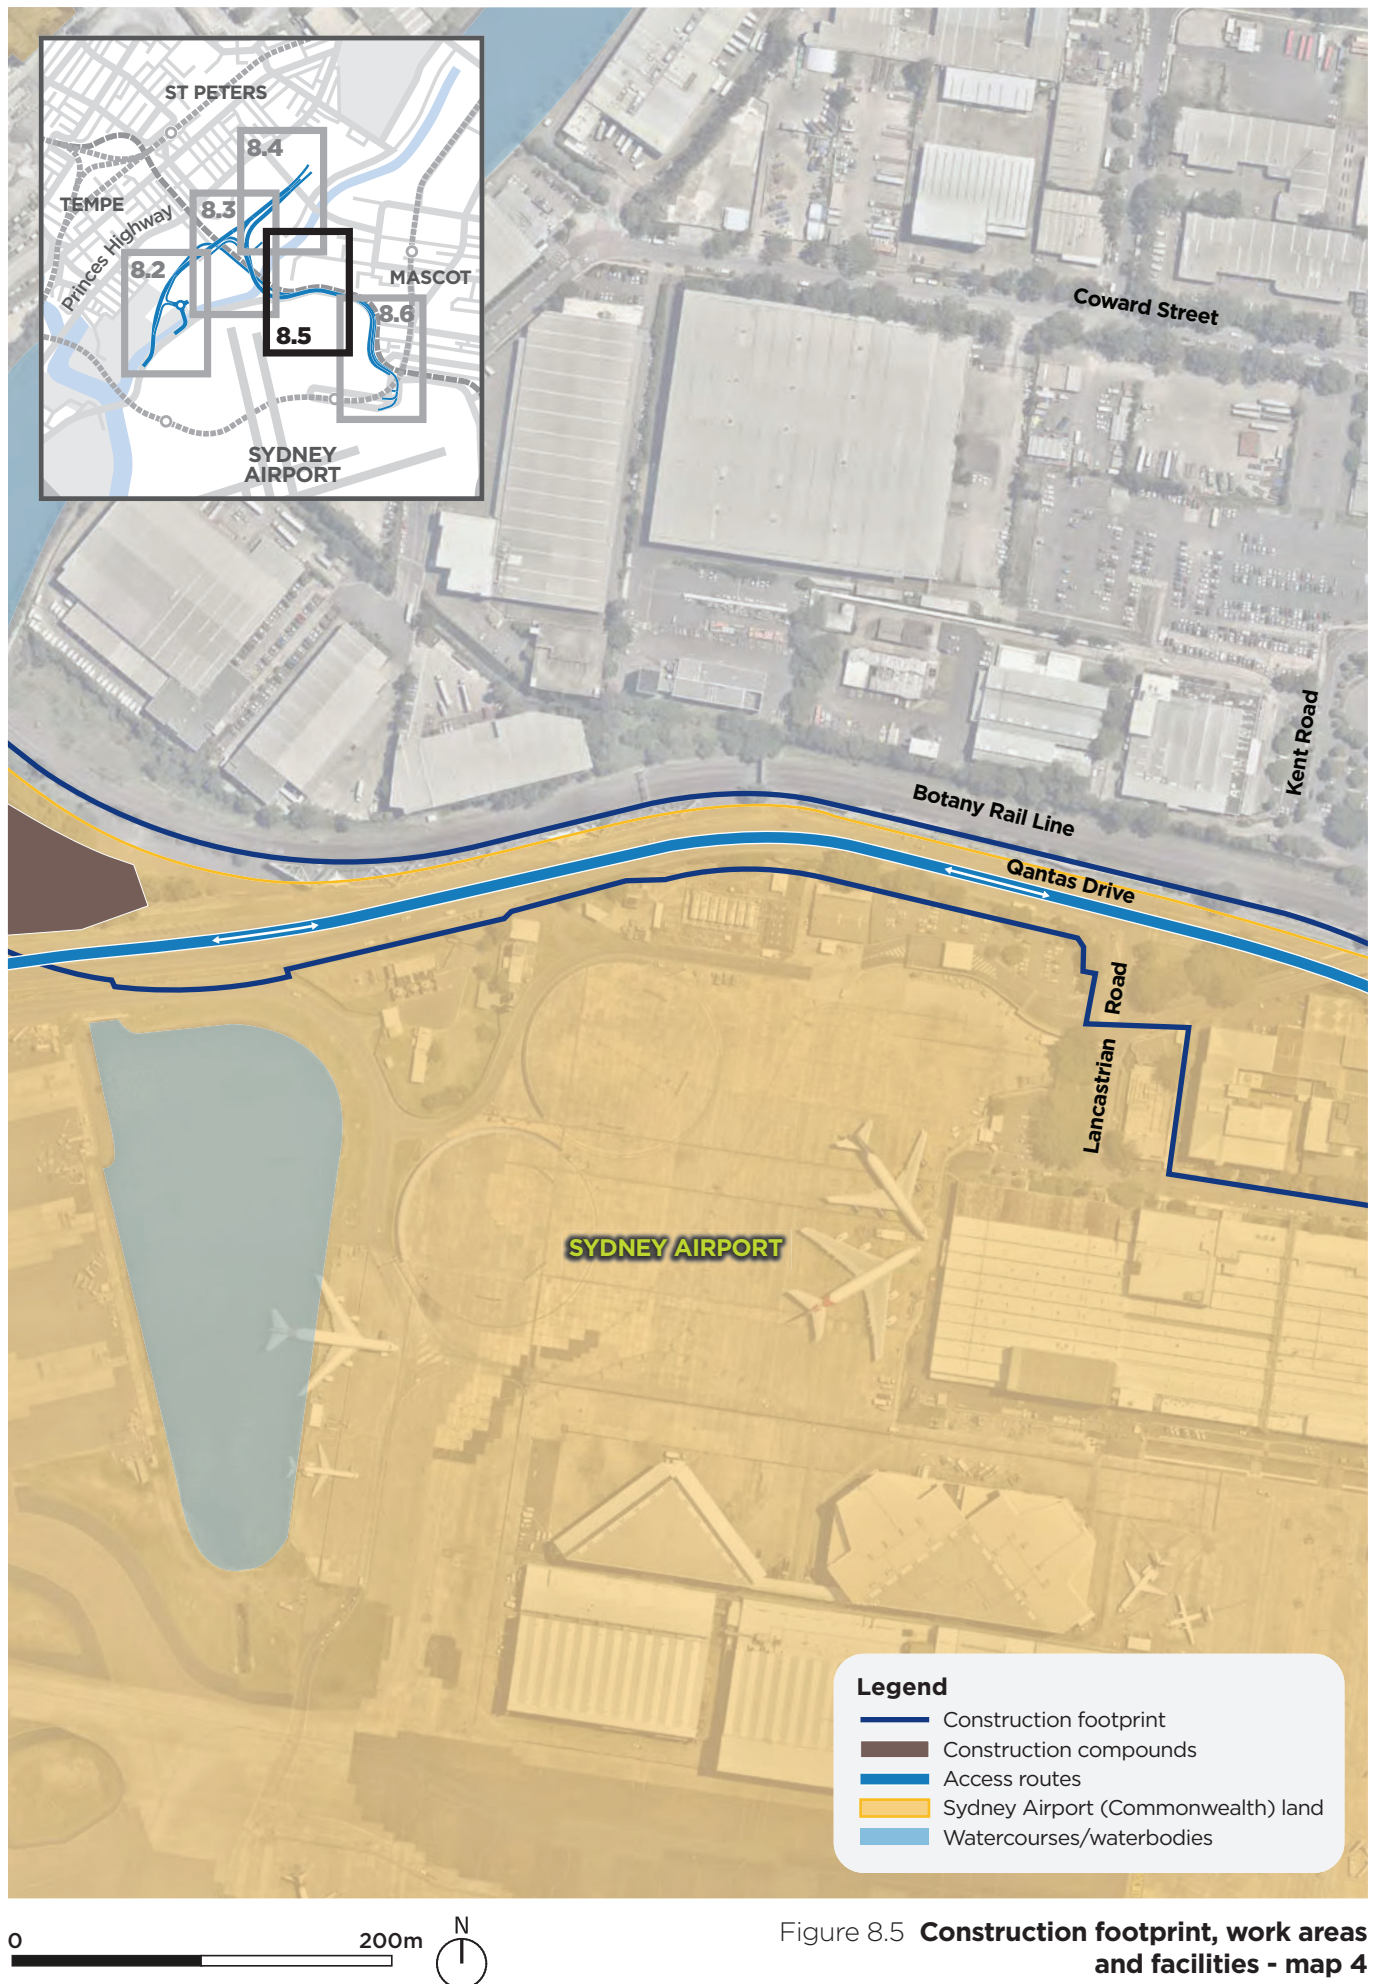 ST PETERS
8.4
TEMPE
8.3
Princes Highway
8.2
MASCOT
8.6
8.5
SYDNEY
AIRPORT
Coward Street
Kent Road
Botany Rail Line
Qantas Drive
Lancastrian Road
SYDNEY AIRPORT
Legend
Construction footprint
Construction compounds
Access routes
Sydney Airport (Commonwealth) land
Watercourses/waterbodies
0 200m
N
Figure 8.5 Construction footprint, work areas
and facilities - map 4